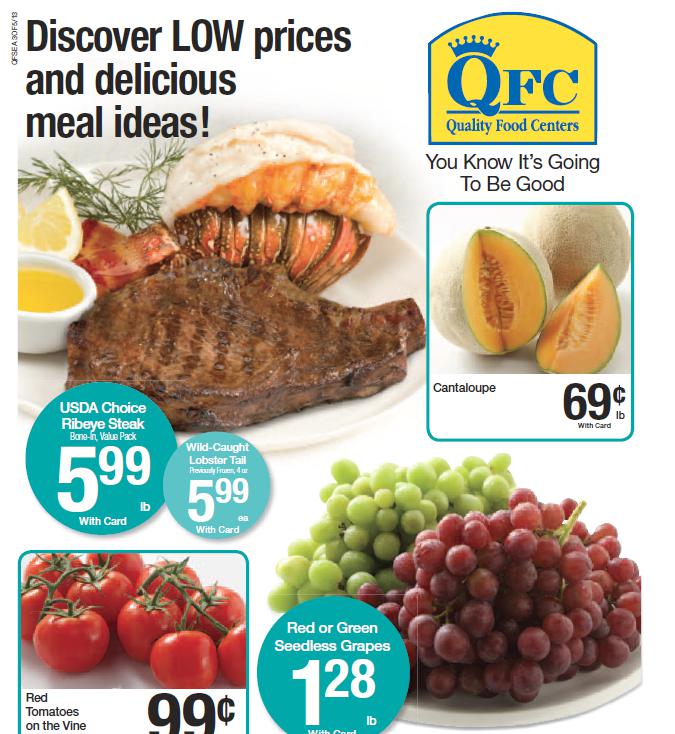 QFSEA 3OF5/13
Discover LOW prices
and delicious
meal ideas!
QFC
Quality Food Centers
You Know It's Going
To Be Good
Cantaloupe
69¢
lb
With Card
USDA Choice
Ribeye Steak
Bone-In, Value Pack
5 99
lb
With Card
Wild-Caught
Lobster Tail
Previously Frozen, 4 oz
5 99
ea
With Card
Red or Green
Seedless Grapes
1 28
lb
With Card
Red
Tomatoes
on the Vine
99¢